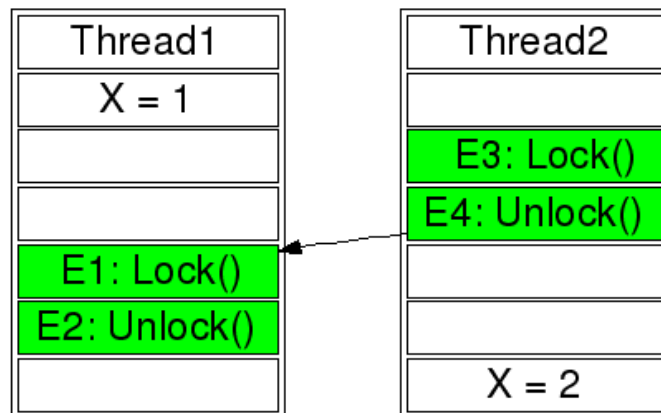 Thread1
X = 1
E1: Lock()
E2: Unlock()
Thread2
E3: Lock()
E4: Unlock()
X = 2